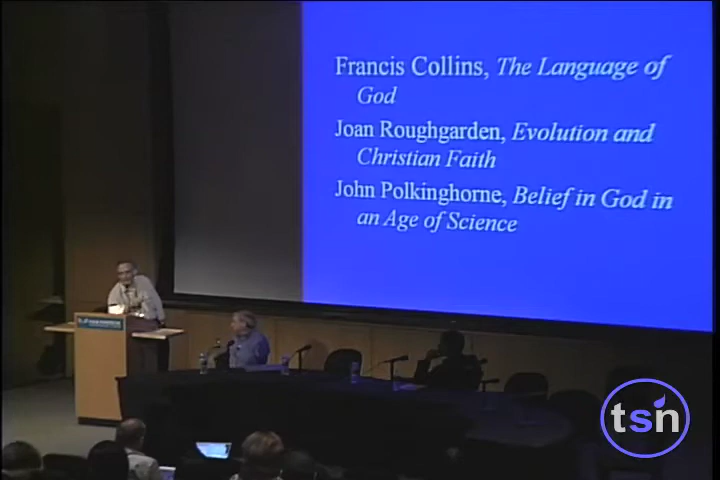 Francis Collins, The Language of
God
Joan Roughgarden, Evolution and
Christian Faith
John Polkinghorne, Belief in God in
an Age of Science
tsn